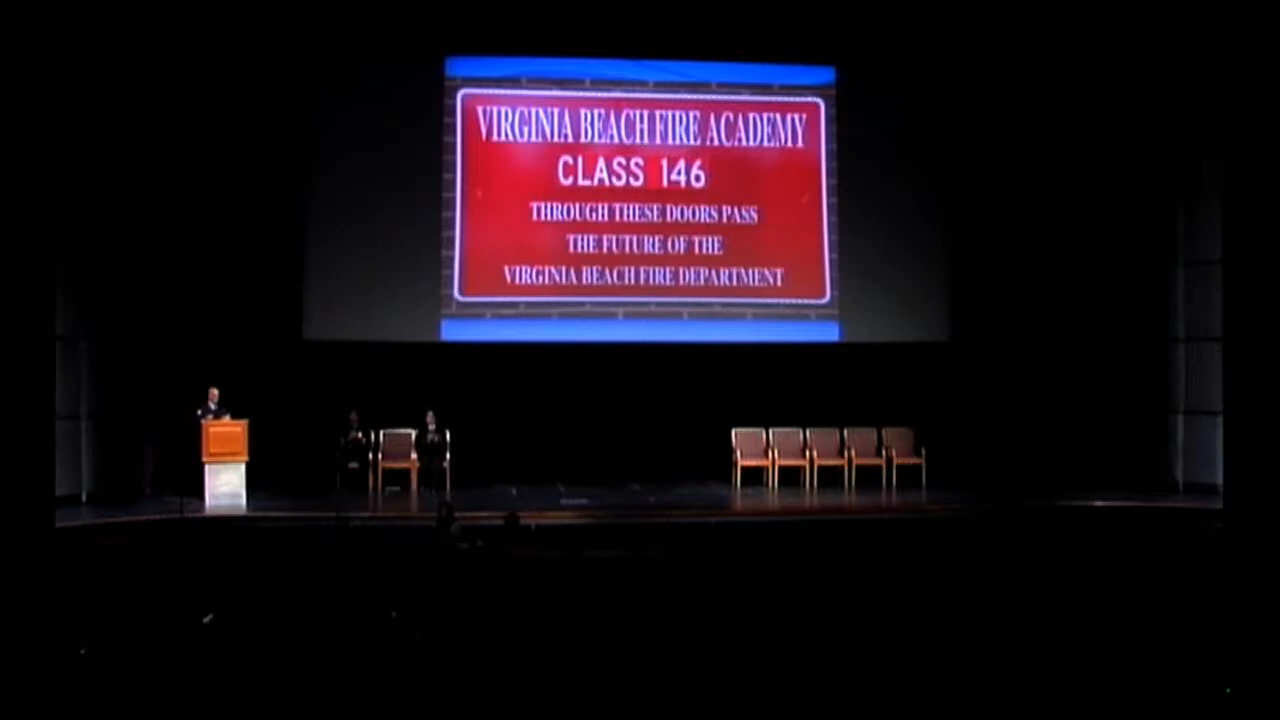 VIRGINIA BEACH FIRE ACADEMY
CLASS 146
THROUGH THESE DOORS PASS
THE FUTURE OF THE
VIRGINIA BEACH FIRE DEPARTMENT